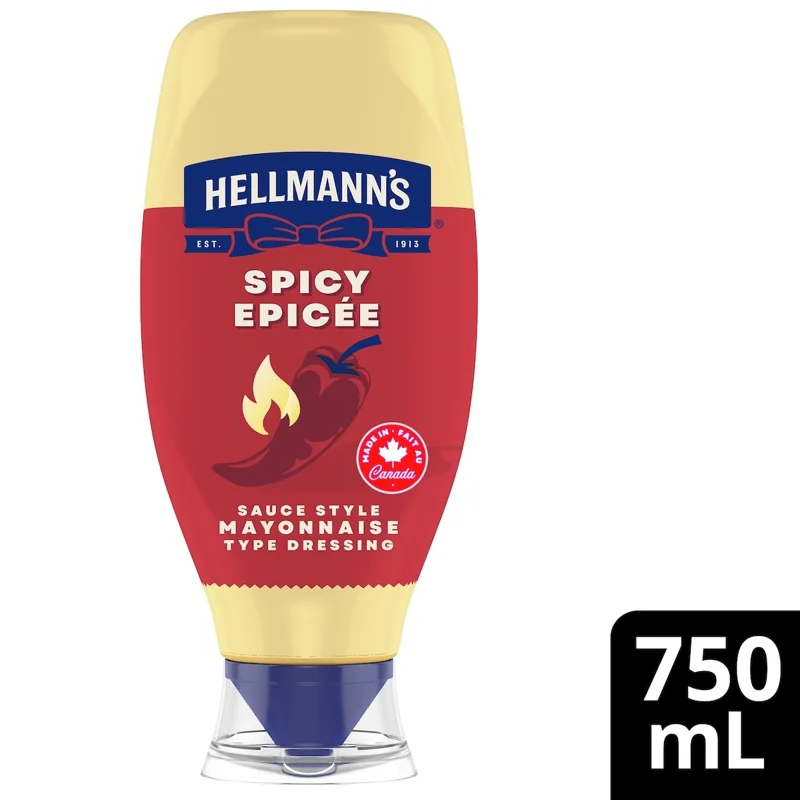 HELLMANN'S
®
EST. 1913
SPICY
EPICÉE
MADE IN · FAIT AU
Canada
SAUCE STYLE
MAYONNAISE
TYPE DRESSING
750
mL